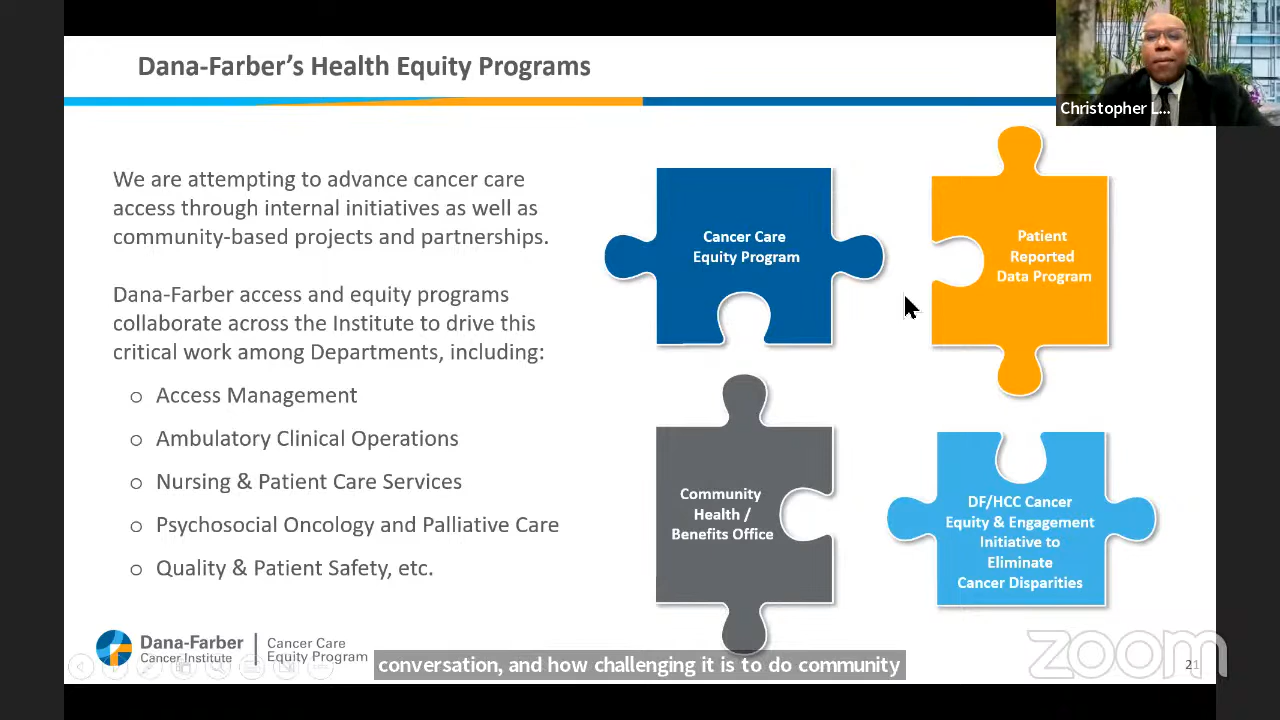 Dana-Farber's Health Equity Programs
Christopher L...
We are attempting to advance cancer care
access through internal initiatives as well as
community-based projects and partnerships.
Dana-Farber access and equity programs
collaborate across the Institute to drive this
critical work among Departments, including:
o Access Management
o Ambulatory Clinical Operations
o Nursing & Patient Care Services
o Psychosocial Oncology and Palliative Care
o Quality & Patient Safety, etc.
Cancer Care
Equity Program
Patient
Reported
Data Program
Community
Health /
Benefits Office
DF/HCC Cancer
Equity & Engagement
Initiative to
Eliminate
Cancer Disparities
Dana-Farber
Cancer Institute
Cancer Care
Equity Program
conversation, and how challenging it is to do community
zoom
21